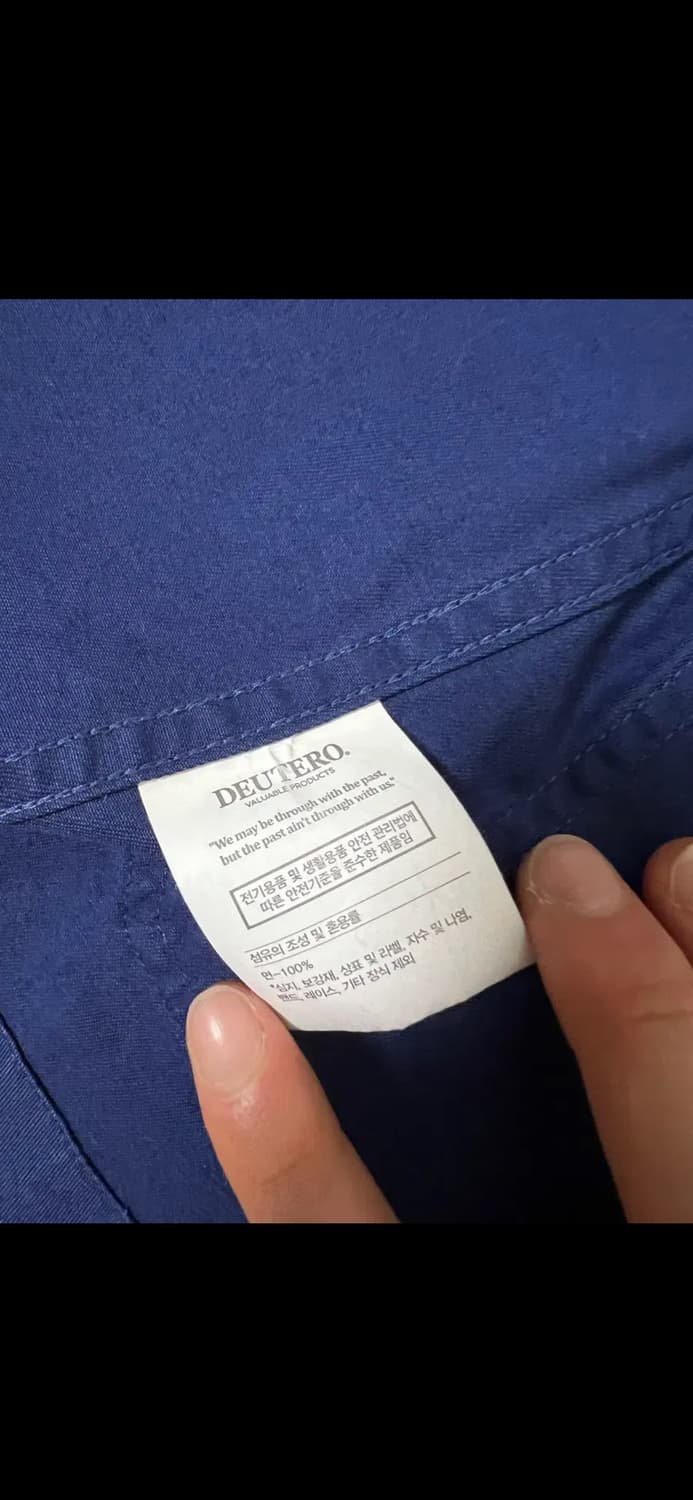 DEUTERO.
VALUABLE PRODUCTS
"We may be through with the past,
but the past ain't through with us."
전기용품 및 생활용품 안전 관리법에
따른 안전기준을 준수한 제품임
섬유의 조성 및 혼용률
면-100%
*심지, 보강재, 상표 및 라벨, 자수 및 나염,
밴드, 레이스, 기타 장식 제외